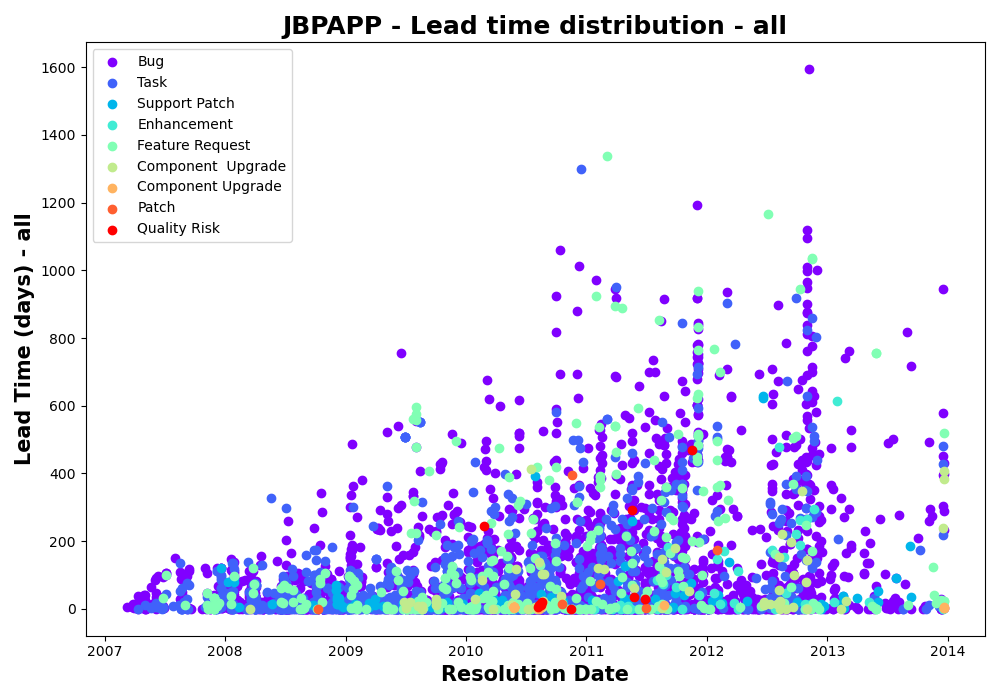 JBPAPP - Lead time distribution - all
Bug
Task
Support Patch
Enhancement
Feature Request
Component  Upgrade
Component Upgrade
Patch
Quality Risk
Lead Time (days) - all
1600
1400
1200
1000
800
600
400
200
0
2007 2008 2009 2010 2011 2012 2013 2014
Resolution Date